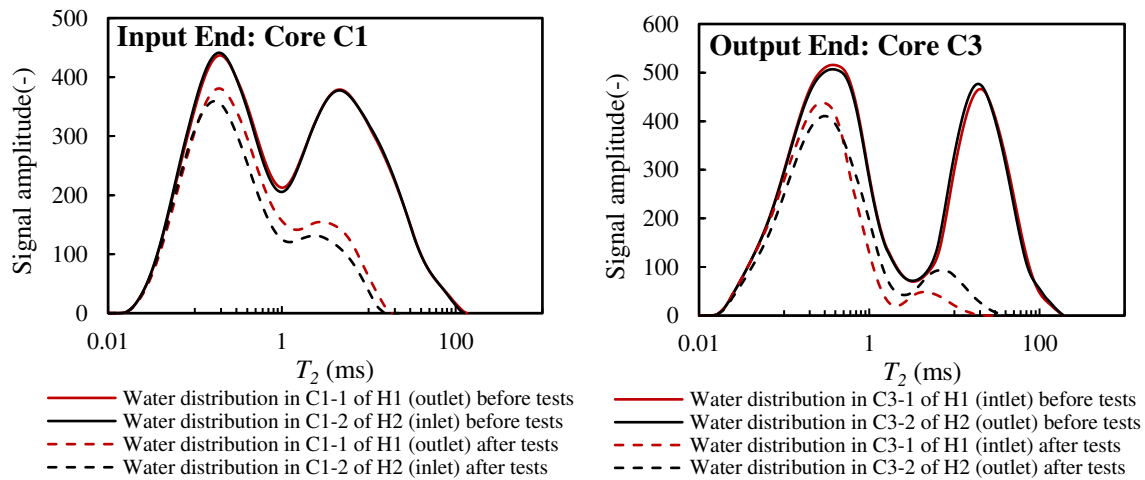 Input End: Core C1
Signal amplitude(-)
500
400
300
200
100
0
0.01
1
100
T2 (ms)
Water distribution in C1-1 of H1 (outlet) before tests
Water distribution in C1-2 of H2 (inlet) before tests
Water distribution in C1-1 of H1 (outlet) after tests
Water distribution in C1-2 of H2 (inlet) after tests
Output End: Core C3
Signal amplitude(-)
600
500
400
300
200
100
0
0.01
1
100
T2 (ms)
Water distribution in C3-1 of H1 (intlet) before tests
Water distribution in C3-2 of H2 (outlet) before tests
Water distribution in C3-1 of H1 (intlet) after tests
Water distribution in C3-2 of H2 (outlet) after tests